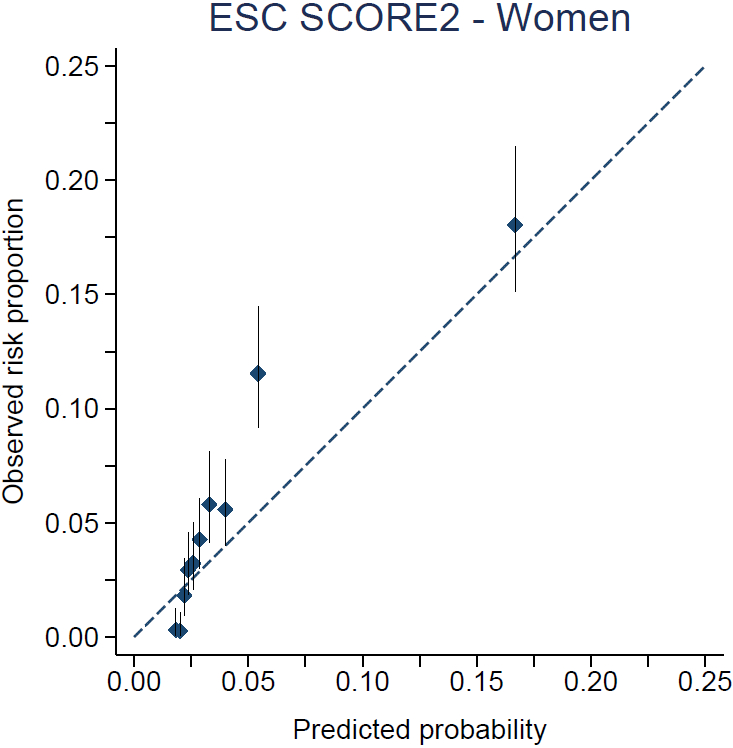 ESC SCORE2 - Women
Observed risk proportion
0.25
0.20
0.15
0.10
0.05
0.00
0.00 0.05 0.10 0.15 0.20 0.25
Predicted probability